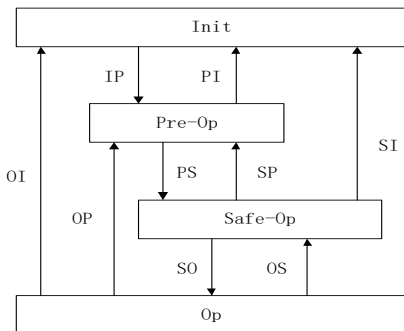 Init
IP PI
Pre-Op
SI
PS SP
OI
OP
Safe-Op
SO OS
Op